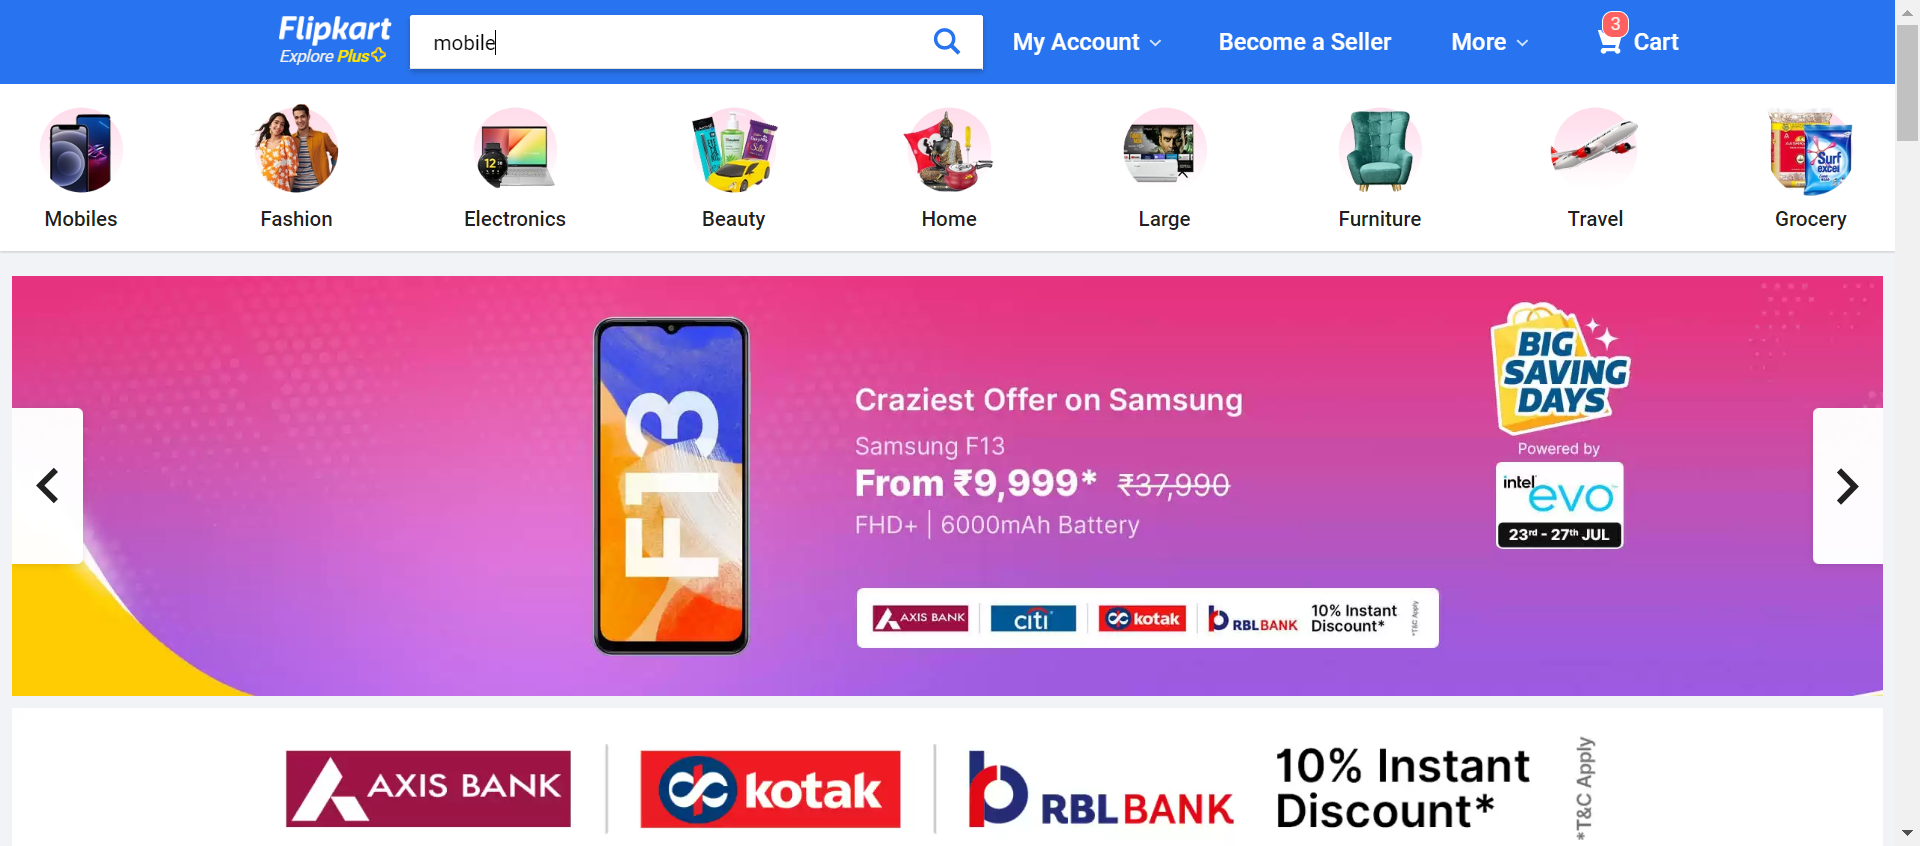 Flipkart
Explore Plus
mobile
My Account
Become a Seller
More
3
Cart
Mobiles
Fashion
Electronics
Beauty
Home
Large
Furniture
Travel
Grocery
12
Surf
excel
F13
Craziest Offer on Samsung
Samsung F13
From ₹9,999* ₹37,990
FHD+ | 6000mAh Battery
BIG
SAVING
DAYS
Powered by
intel
evo
23rd - 27th JUL
AXIS BANK
citi
kotak
RBL BANK
10% Instant
Discount*
*T&C Apply
AXIS BANK
kotak
RBL BANK
10% Instant
Discount*
*T&C Apply